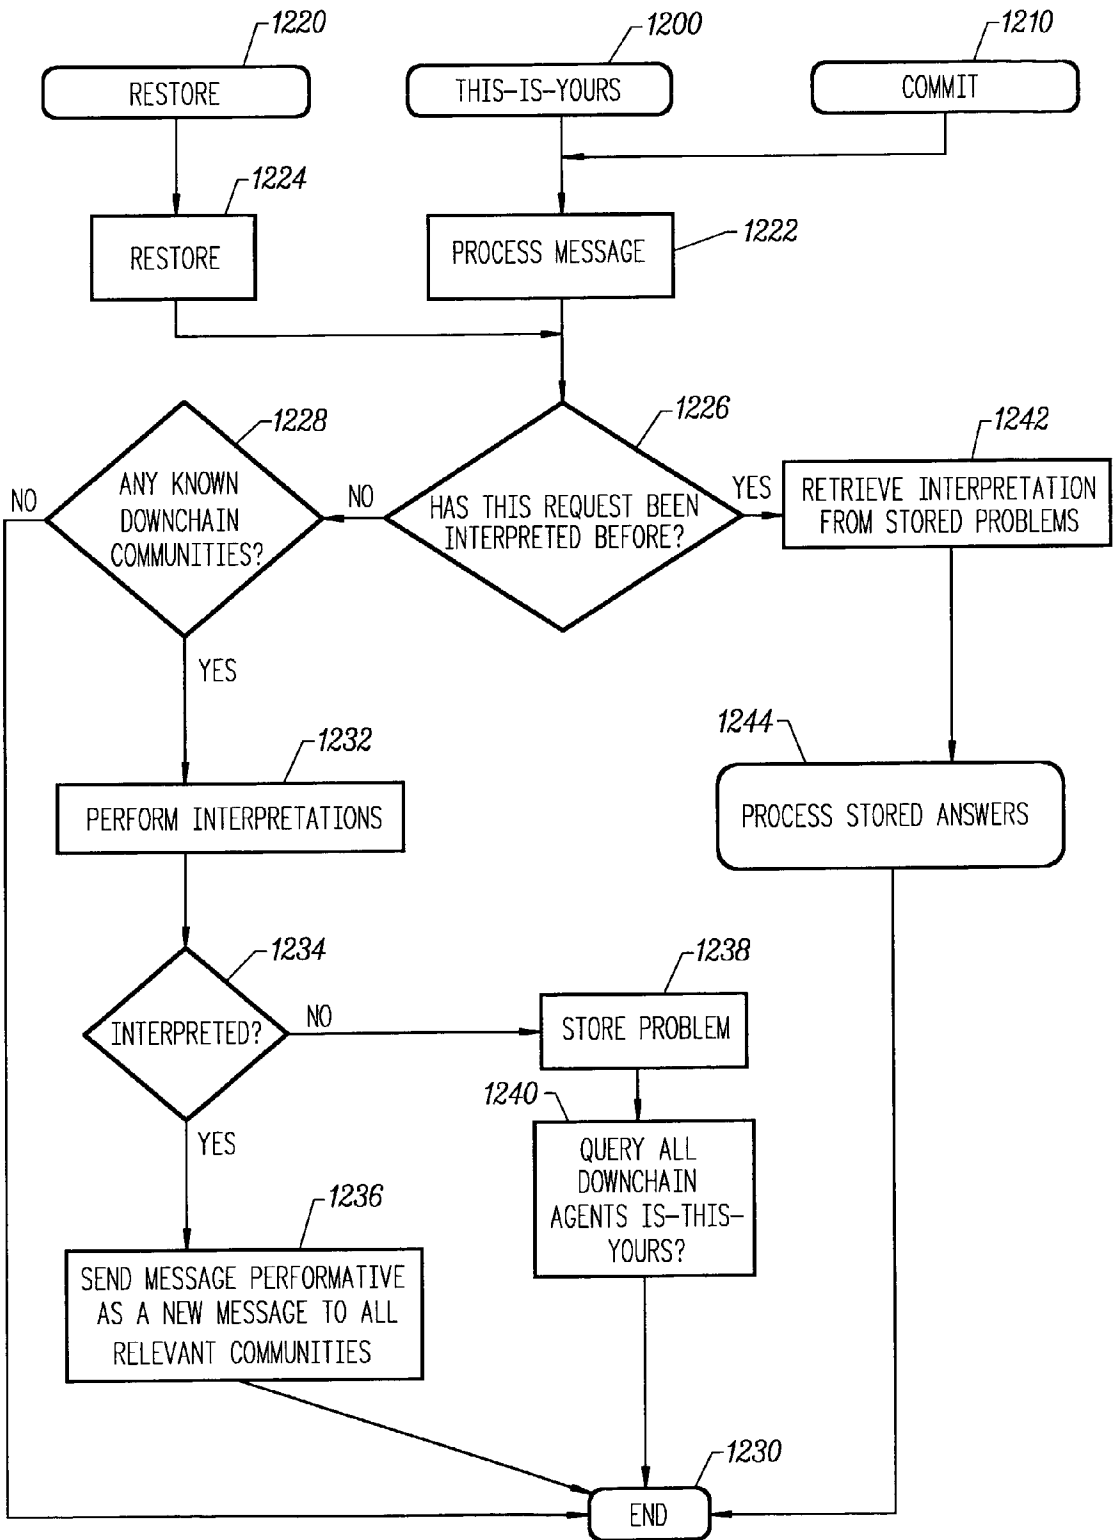 1220
1200
1210
RESTORE
THIS-IS-YOURS
COMMIT
1224
1222
RESTORE
PROCESS MESSAGE
1228
1226
1242
NO
ANY KNOWN
DOWNCHAIN
COMMUNITIES?
NO
HAS THIS REQUEST BEEN
INTERPRETED BEFORE?
YES
RETRIEVE INTERPRETATION
FROM STORED PROBLEMS
YES
1232
1244
PERFORM INTERPRETATIONS
PROCESS STORED ANSWERS
1234
1238
INTERPRETED?
NO
STORE PROBLEM
1240
YES
QUERY ALL
DOWNCHAIN
AGENTS IS-THIS-
YOURS?
1236
SEND MESSAGE PERFORMATIVE
AS A NEW MESSAGE TO ALL
RELEVANT COMMUNITIES
1230
END